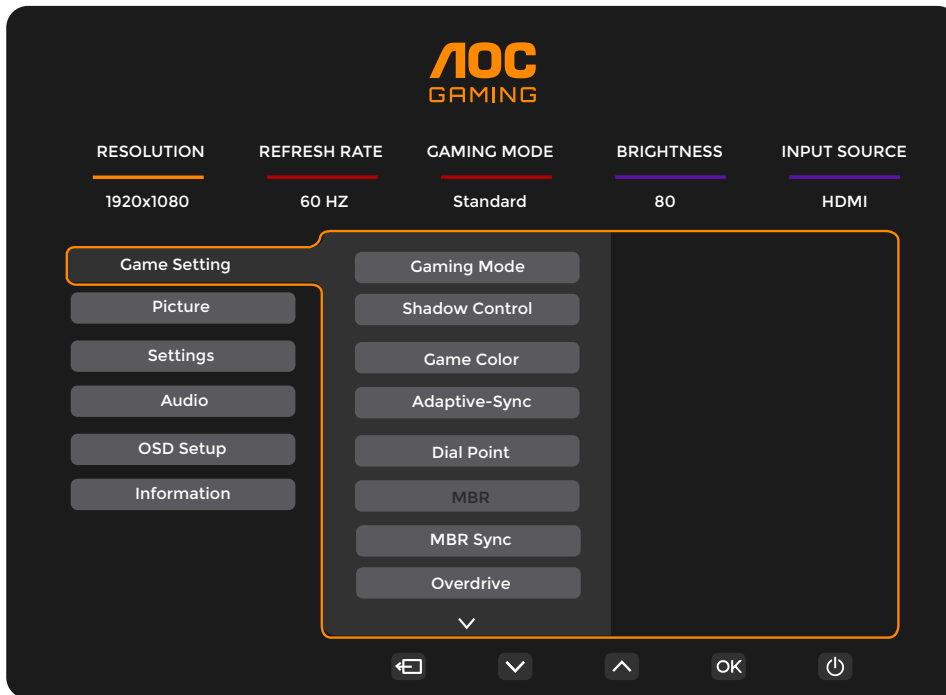 AOC
GAMING
RESOLUTION REFRESH RATE GAMING MODE BRIGHTNESS INPUT SOURCE
1920x1080 60 HZ Standard 80 HDMI
Game Setting
Picture
Settings
Audio
OSD Setup
Information
Gaming Mode
Shadow Control
Game Color
Adaptive-Sync
Dial Point
MBR
MBR Sync
Overdrive
OK